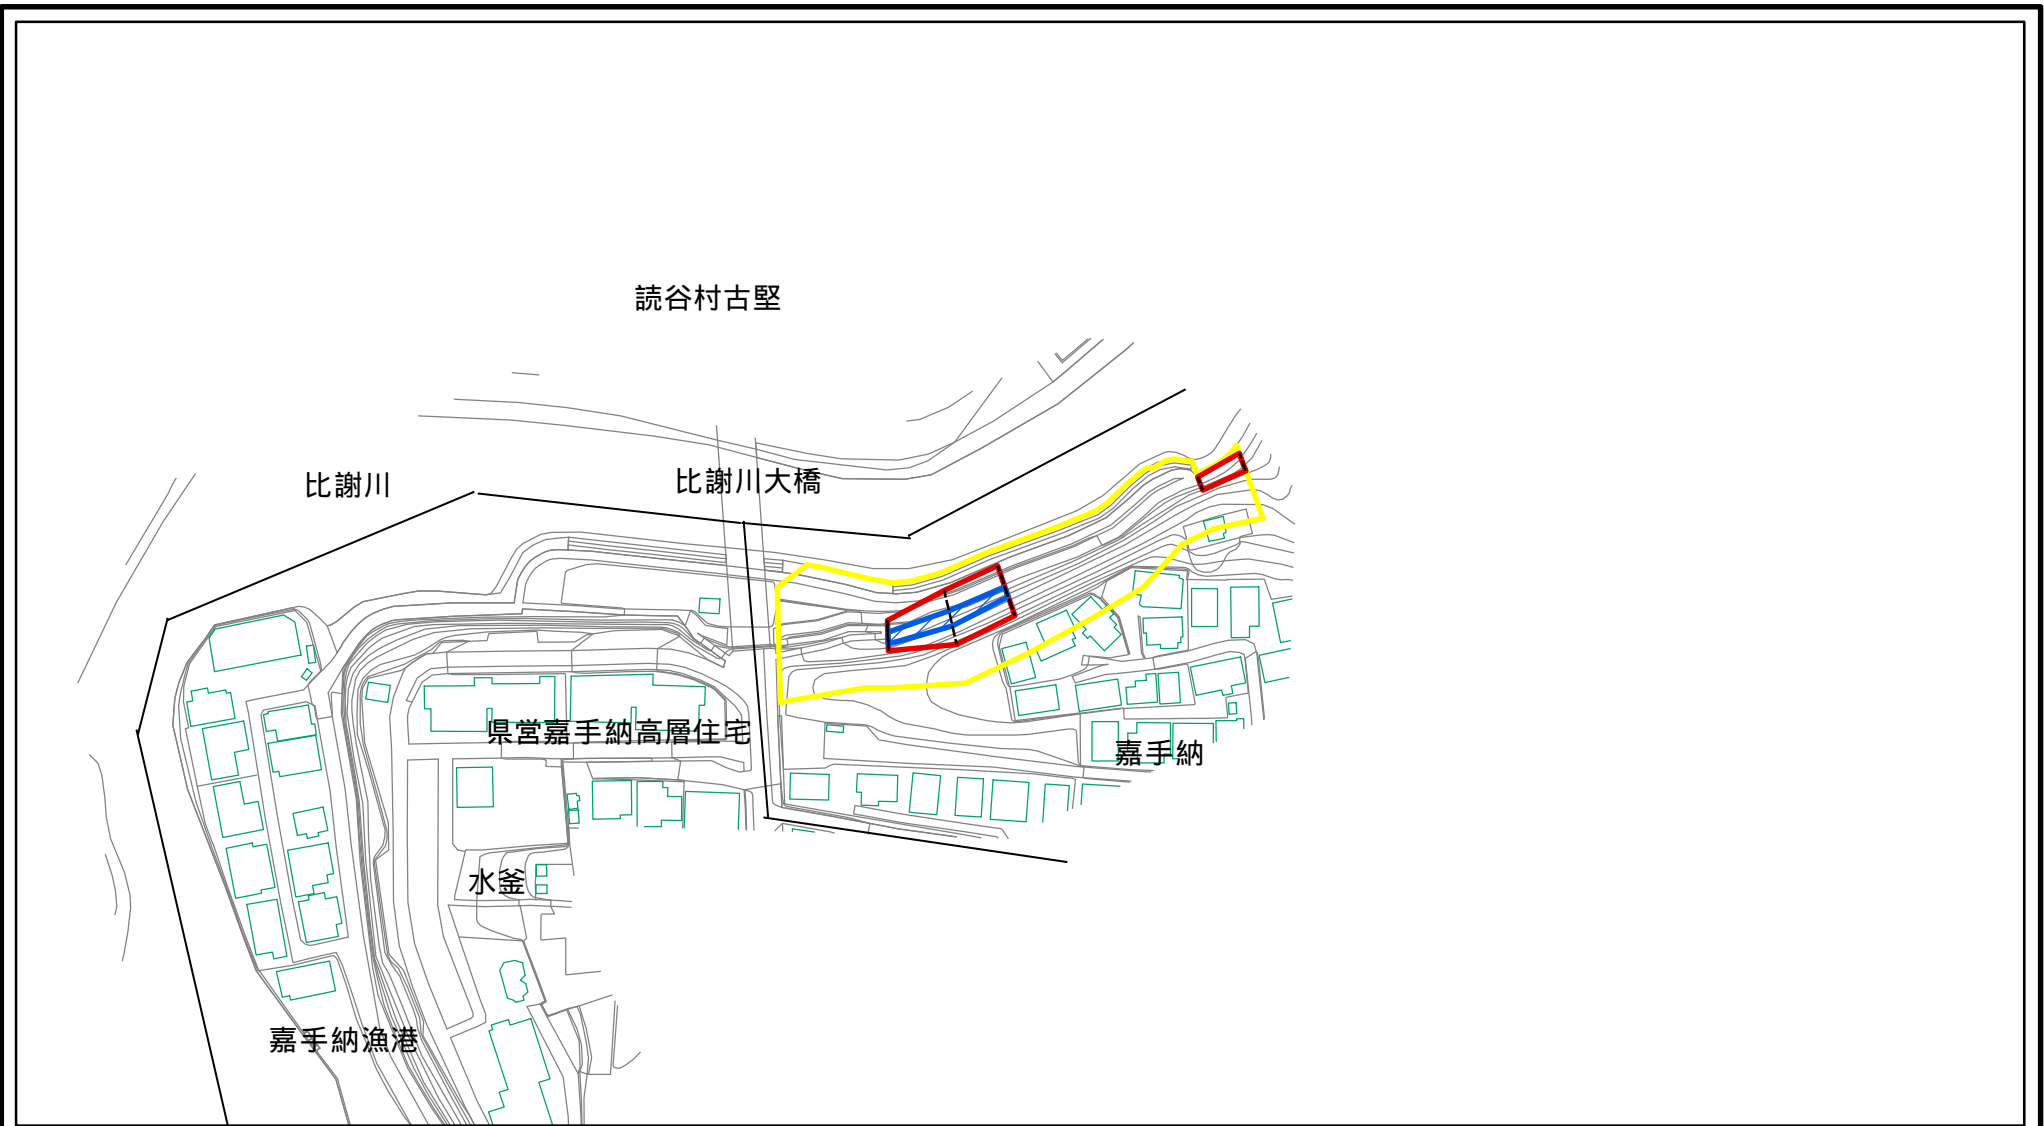 読谷村古堅
比謝川
比謝川大橋
県営嘉手納高層住宅
嘉手納
水釜
嘉手納漁港